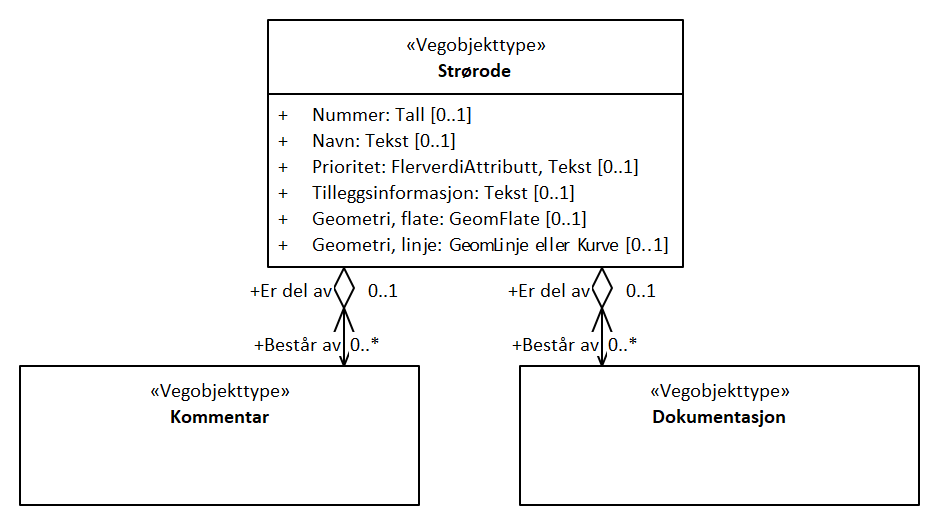 «Vegobjekttype»
Strørode
+ Nummer: Tall [0..1]
+ Navn: Tekst [0..1]
+ Prioritet: FlerverdiAttributt, Tekst [0..1]
+ Tilleggsinformasjon: Tekst [0..1]
+ Geometri, flate: GeomFlate [0..1]
+ Geometri, linje: GeomLinje eller Kurve [0..1]
+Er del av 0..1 +Er del av 0..1
+Består av 0..* +Består av 0..*
«Vegobjekttype» «Vegobjekttype»
Kommentar Dokumentasjon